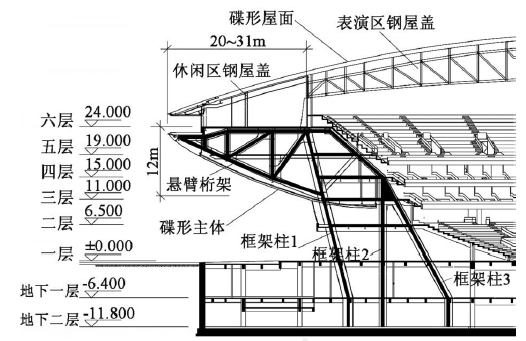 碟形屋面
表演区钢屋盖
20~31m
休闲区钢屋盖
六层 24.000
五层 19.000
四层 15.000
三层 11.000
二层 6.500
一层 ±0.000
地下一层 -6.400
地下二层 -11.800
12m
悬臂桁架
碟形主体
框架柱1
框架柱2
框架柱3